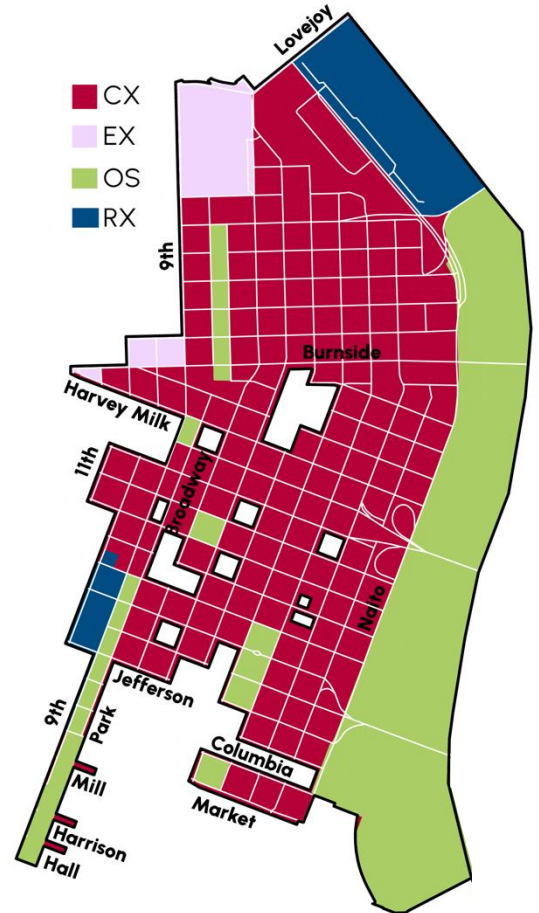 Lovejoy
CX
EX
OS
RX
9th
Burnside
Harvey Milk
11th
Broadway
Naito
Jefferson
9th
Park
Columbia
Mill
Market
Harrison
Hall